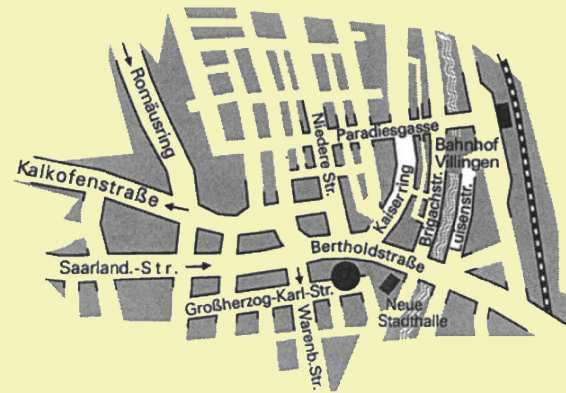 Romäusring
Niedere Str.
Paradiesgasse
Bahnhof
Villingen
Kalkofenstraße
Kaiserring
Brigachstr.
Luisenstr.
Bertholdstraße
Saarland.-Str.
Großherzog-Karl-Str.
Warenb.Str.
Neue
Stadthalle